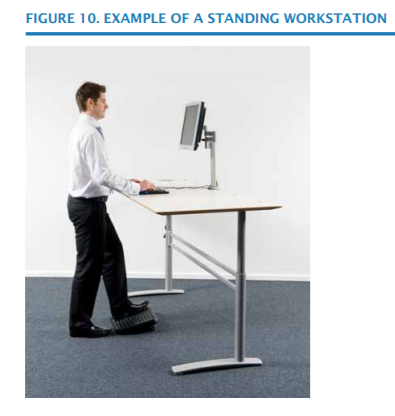 FIGURE 10. EXAMPLE OF A STANDING WORKSTATION